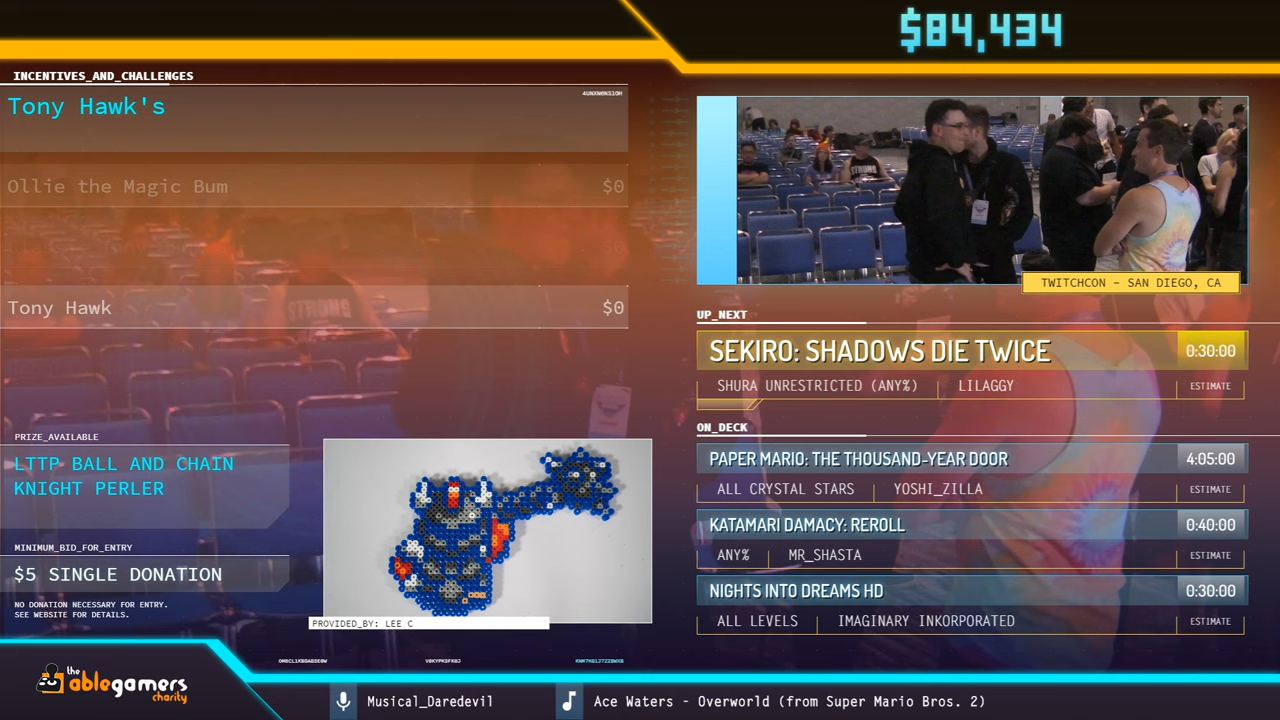 $84,434
INCENTIVES_AND_CHALLENGES
Tony Hawk's
Ollie the Magic Bum
$0
Tony Hawk
$0
STRONG
PRIZE_AVAILABLE
LTTP BALL AND CHAIN
KNIGHT PERLER
MINIMUM_BID_FOR_ENTRY
$5 SINGLE DONATION
NO DONATION NECESSARY FOR ENTRY.
SEE WEBSITE FOR DETAILS.
PROVIDED_BY: LEE C
TWITCHCON - SAN DIEGO, CA
UP_NEXT
SEKIRO: SHADOWS DIE TWICE
0:30:00
SHURA UNRESTRICTED (ANY%)
LILAGGY
ESTIMATE
ON_DECK
PAPER MARIO: THE THOUSAND-YEAR DOOR
4:05:00
ALL CRYSTAL STARS
YOSHI_ZILLA
ESTIMATE
KATAMARI DAMACY: REROLL
0:40:00
ANY%
MR_SHASTA
ESTIMATE
NIGHTS INTO DREAMS HD
0:30:00
ALL LEVELS
IMAGINARY INKORPORATED
ESTIMATE
the
ablegamers
charity
Musical_Daredevil
Ace Waters - Overworld (from Super Mario Bros. 2)